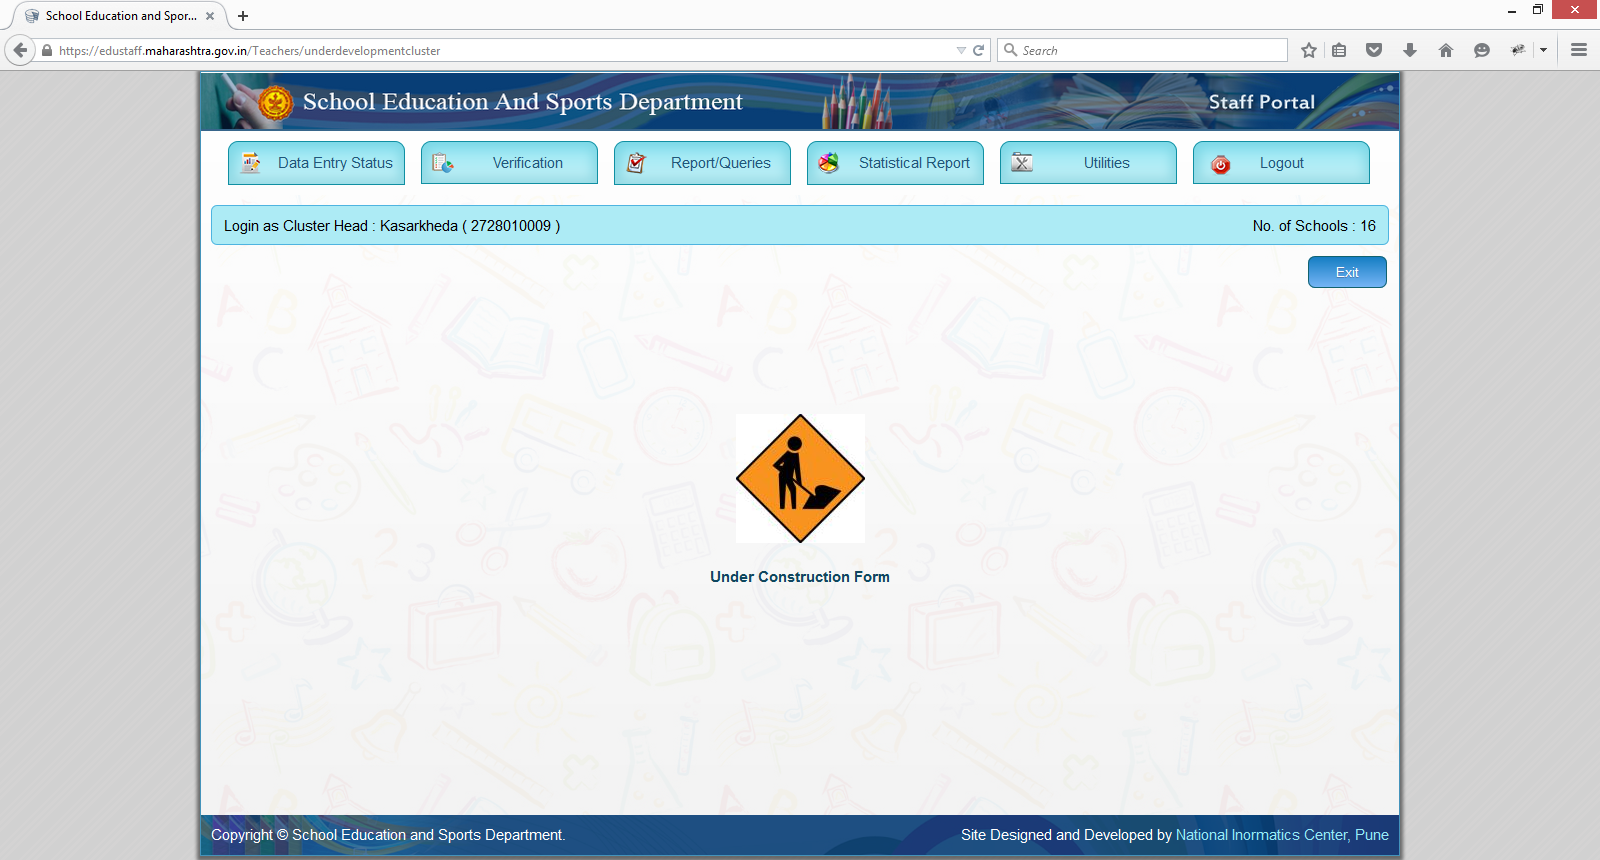 School Education and Spor...
https://edustaff.maharashtra.gov.in/Teachers/underdevelopmentcluster
Search
School Education And Sports Department
Staff Portal
Data Entry Status
Verification
Report/Queries
Statistical Report
Utilities
Logout
Login as Cluster Head : Kasarkheda ( 2728010009 )
No. of Schools : 16
Exit
Under Construction Form
Copyright © School Education and Sports Department.
Site Designed and Developed by National Inormatics Center, Pune